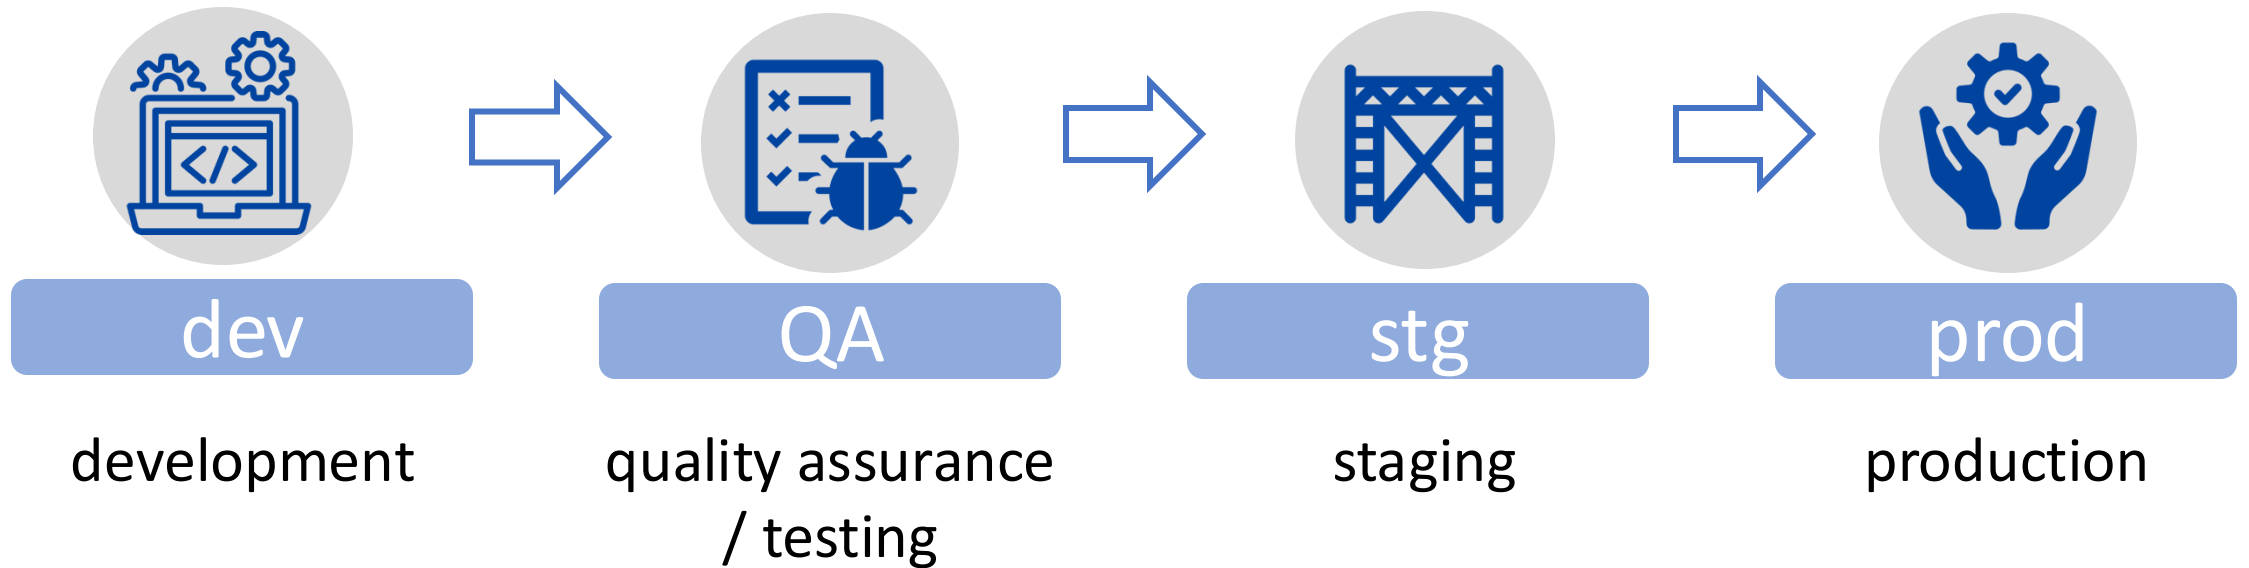 dev
QA
stg
prod
development
quality assurance
/ testing
staging
production